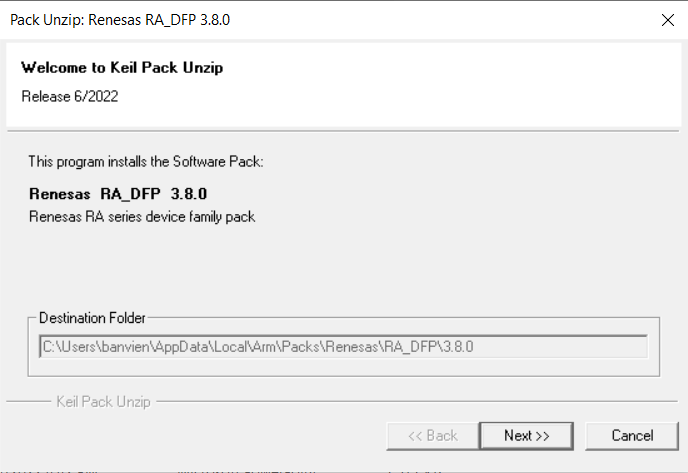 Pack Unzip: Renesas RA_DFP 3.8.0
Welcome to Keil Pack Unzip
Release 6/2022
This program installs the Software Pack:
Renesas RA_DFP 3.8.0
Renesas RA series device family pack
Destination Folder
C:\Users\banvien\AppData\Local\Arm\Packs\Renesas\RA_DFP\3.8.0
Keil Pack Unzip
<< Back Next >> Cancel